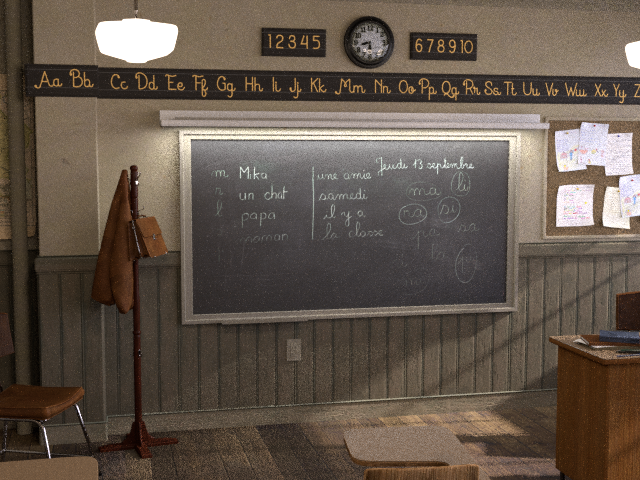 12345
678910
Aa Bb Cc Dd Ee Ff Gg Hh Ii Jj Kk Mm Nn Oo Pp Qq Rr Ss Tt Uu Vv Ww Xx Yy Z
Jeudi 13 septembre
m Mika
r un chat
l papa
maman
une amie
samedi
il y a
la classe
ma li
ra si
pa